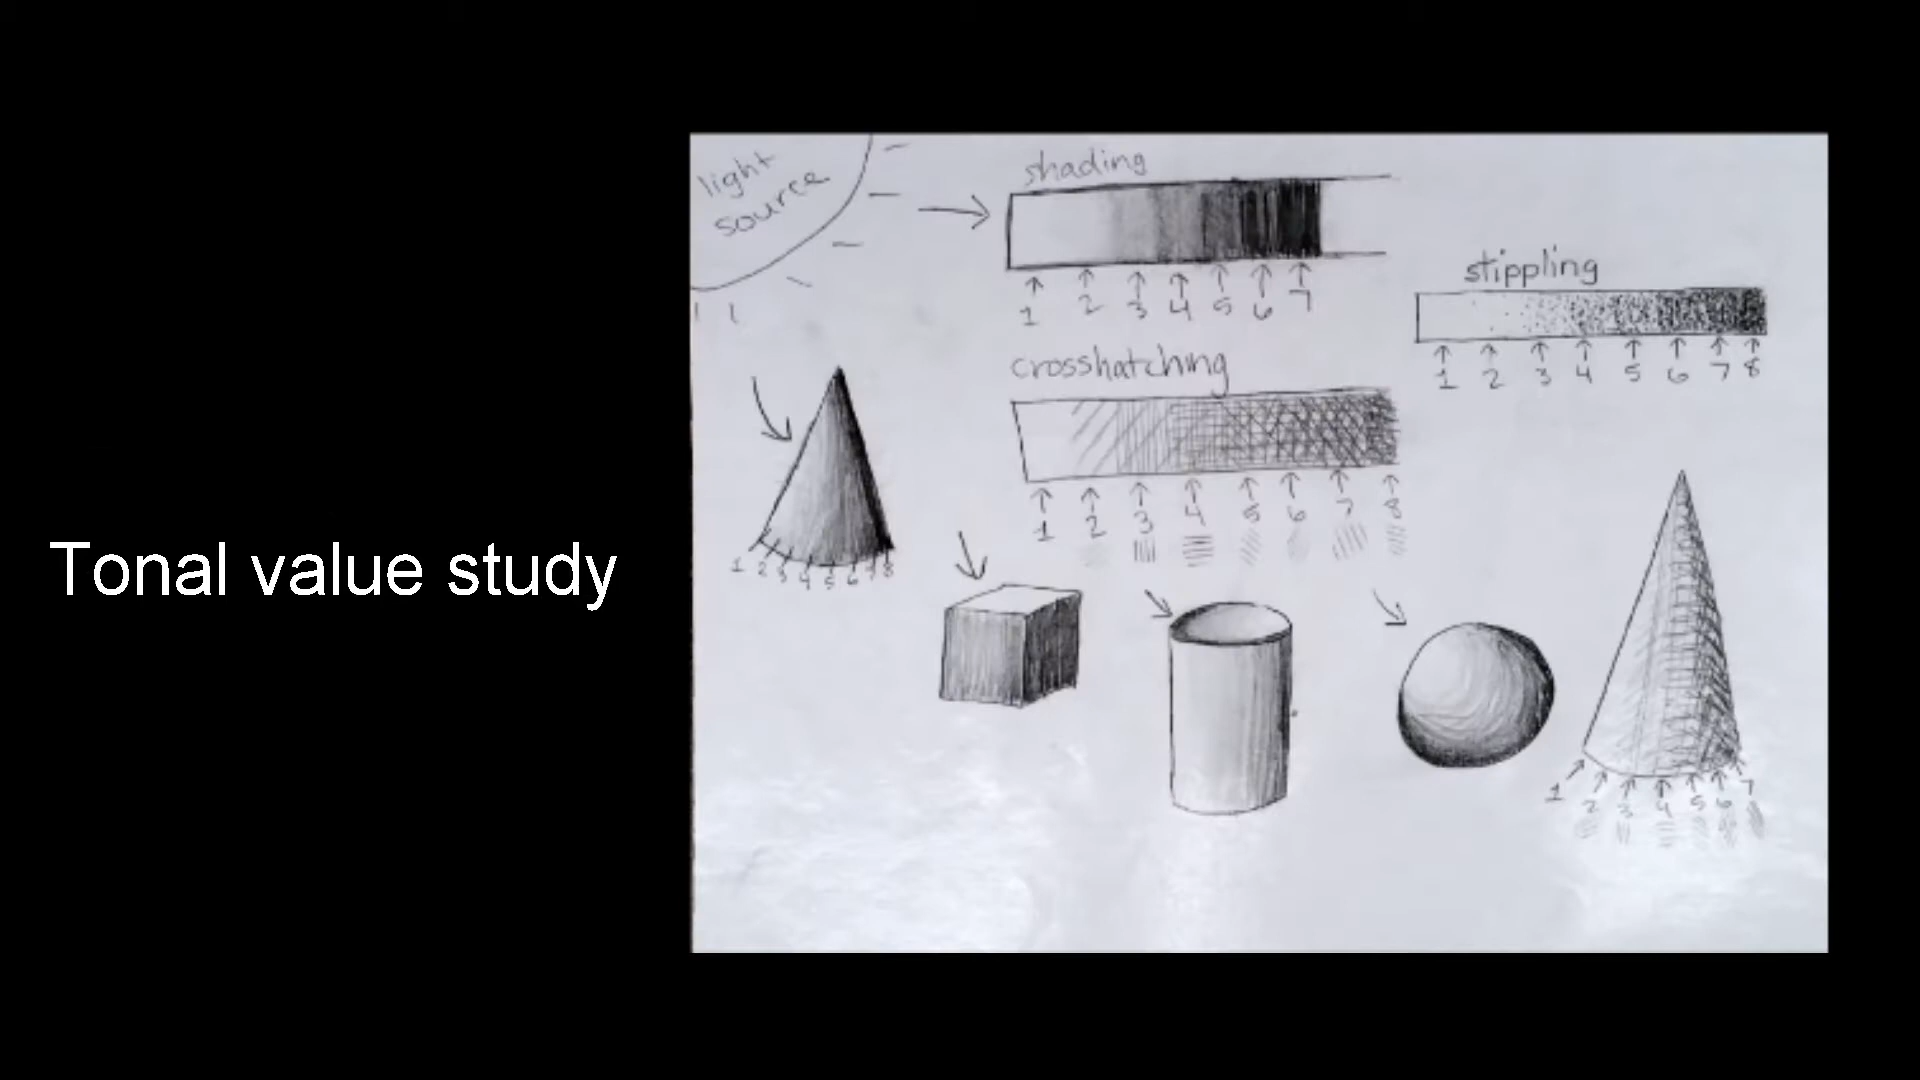 Tonal value study
light
source
shading
1 2 3 4 5 6 7
stippling
1 2 3 4 5 6 7 8
crosshatching
1 2 3 4 5 6 7 8
1 2 3 4 5 6 7 8
1 2 3 4 5 6 7